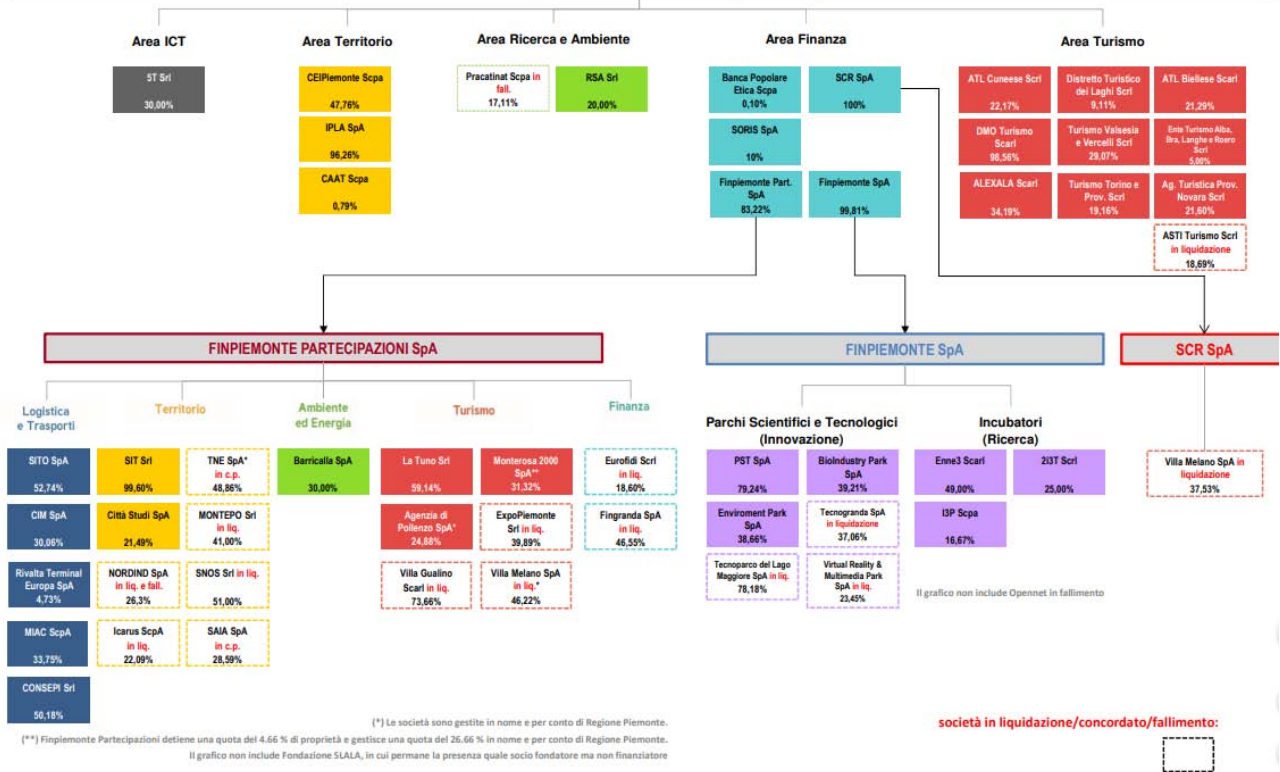 Area ICT
5T Srl
30,00%
Area Territorio
CEIPiemonte Scpa
47,76%
IPLA SpA
96,26%
CAAT Scpa
0,79%
Area Ricerca e Ambiente
Pracatinat Scpa in
fall.
17,11%
RSA Srl
20,00%
Area Finanza
Banca Popolare
Etica Scpa
0,10%
SCR SpA
100%
SORIS SpA
10%
Finpiemonte Part.
SpA
83,22%
Finpiemonte SpA
99,81%
Area Turismo
ATL Cuneese Scrl
22,17%
Distretto Turistico
dei Laghi Scrl
9,11%
ATL Biellese Scarl
21,29%
DMO Turismo
Scarl
98,56%
Turismo Valsesia
e Vercelli Scrl
29,07%
Ente Turismo Alba,
Bra, Langhe e Roero
Scrl
5,00%
ALEXALA Scarl
34,19%
Turismo Torino e
Prov. Scrl
19,16%
Ag. Turistica Prov.
Novara Scrl
21,60%
ASTI Turismo Scrl
in liquidazione
18,69%
FINPIEMONTE PARTECIPAZIONI SpA
Logistica
e Trasporti
SITO SpA
52,74%
CIM SpA
30,06%
Rivalta Terminal
Europa SpA
4,73%
MIAC ScpA
33,75%
CONSEPI Srl
50,18%
Territorio
SIT Srl
99,60%
TNE SpA*
in c.p.
48,86%
Città Studi SpA
21,49%
MONTEPO Srl
in liq.
41,00%
NORDIND SpA
in liq. e fall.
26,3%
SNOS Srl in liq.
51,00%
Icarus ScpA
in liq.
22,09%
SAIA SpA
in c.p.
28,59%
Ambiente
ed Energia
Barricalla SpA
30,00%
Turismo
La Tuno Srl
59,14%
Monterosa 2000
SpA**
31,32%
Agenzia di
Pollenzo SpA*
24,88%
ExpoPiemonte
Srl in liq.
39,89%
Villa Gualino
Scarl in liq.
73,66%
Villa Melano SpA
in liq.*
46,22%
Finanza
Eurofidi Scrl
in liq.
18,60%
Fingranda SpA
in liq.
46,55%
FINPIEMONTE SpA
Parchi Scientifici e Tecnologici
(Innovazione)
PST SpA
79,24%
BioIndustry Park
SpA
39,21%
Enviroment Park
SpA
38,66%
Tecnogranda SpA
in liquidazione
37,06%
Tecnoparco del Lago
Maggiore SpA in liq.
78,18%
Virtual Reality &
Multimedia Park
SpA in liq.
23,45%
Incubatori
(Ricerca)
Enne3 Scarl
49,00%
2I3T Scrl
25,00%
I3P Scpa
16,67%
Il grafico non include Opennet in fallimento
SCR SpA
Villa Melano SpA in
liquidazione
37,53%
(*) Le società sono gestite in nome e per conto di Regione Piemonte.
(**) Finpiemonte Partecipazioni detiene una quota del 4.66 % di proprietà e gestisce una quota del 26.66 % in nome e per conto di Regione Piemonte.
Il grafico non include Fondazione SLALA, in cui permane la presenza quale socio fondatore ma non finanziatore
società in liquidazione/concordato/fallimento: